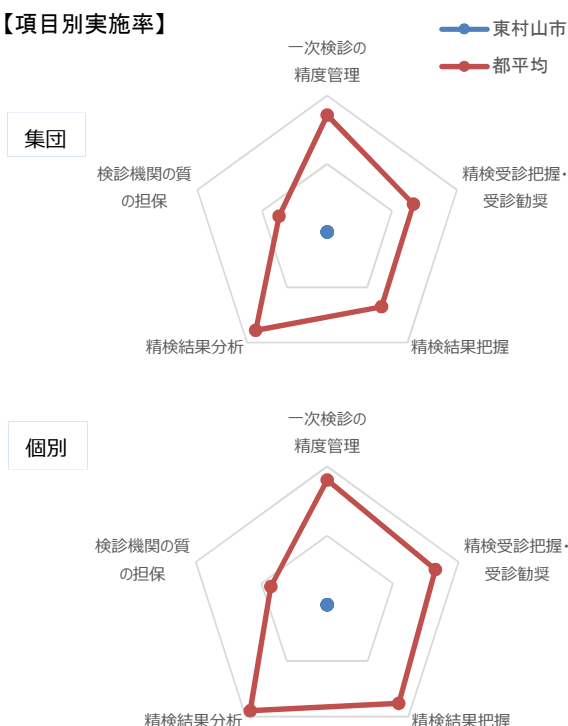 【項目別実施率】
東村山市
都平均
集団
一次検診の
精度管理
精検受診把握・
受診勧奨
精検結果把握
精検結果分析
検診機関の質
の担保
個別
一次検診の
精度管理
精検受診把握・
受診勧奨
精検結果把握
精検結果分析
検診機関の質
の担保